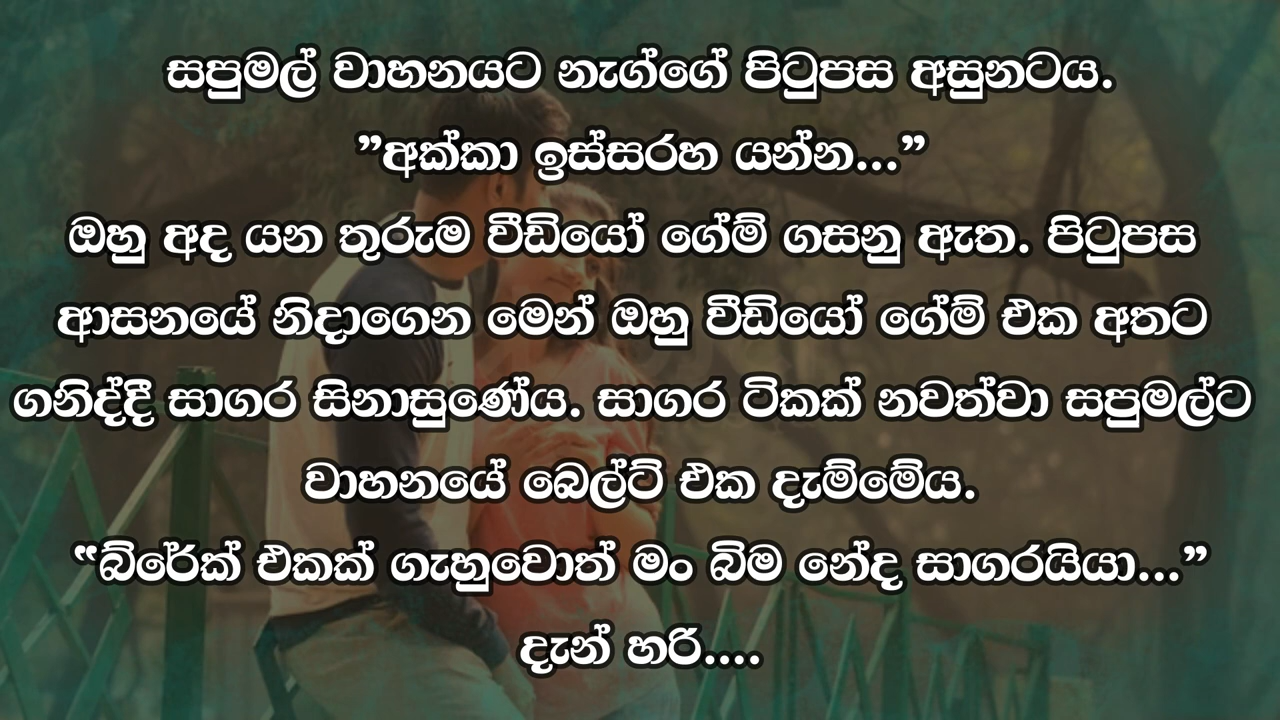 සපුමල් වාහනයට නැග්ගේ පිටුපස අසුනටය.
”අක්කා ඉස්සරහ යන්න...”
ඔහු අද යන තුරුම වීඩියෝ ගේම් ගසනු ඇත. පිටුපස
ආසනයේ නිදාගෙන මෙන් ඔහු වීඩියෝ ගේම් එක අතට
ගනිද්දී සාගර සිනාසුණේය. සාගර ටිකක් නවත්වා සපුමල්ට
වාහනයේ බෙල්ට් එක දැම්මේය.
“බ්රේක් එකක් ගැහුවොත් මං බිම නේද සාගරයියා...”
දැන් හරි....